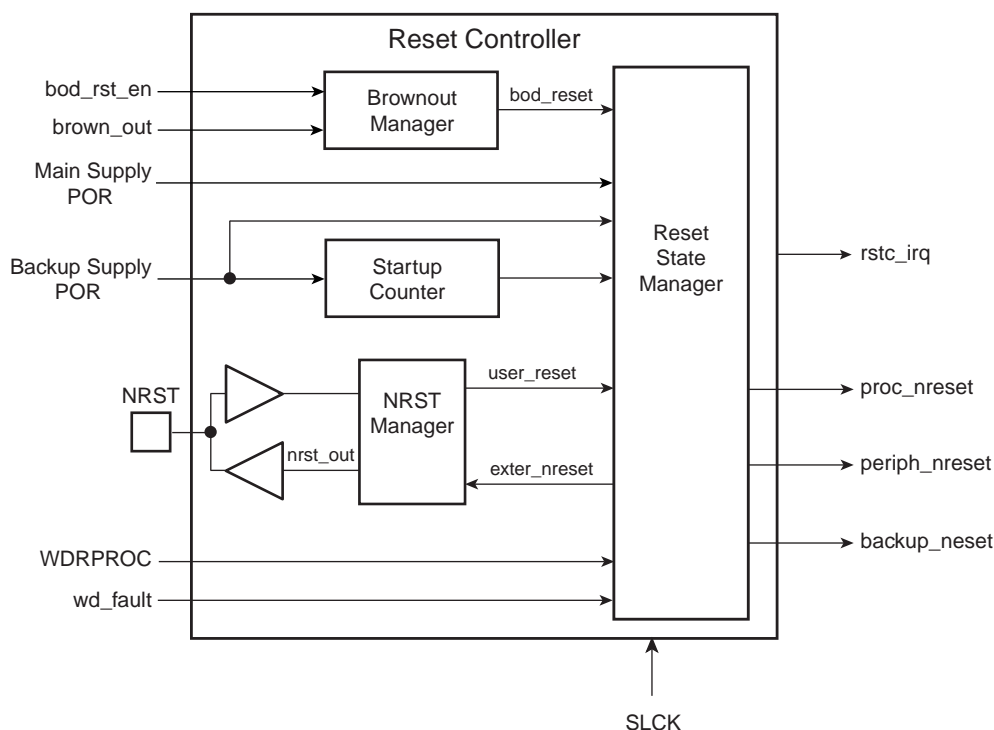 Reset Controller
bod_rst_en
brown_out
Brownout
Manager
bod_reset
Main Supply
POR
Backup Supply
POR
Startup
Counter
Reset
State
Manager
rstc_irq
NRST
NRST
Manager
user_reset
nrst_out
exter_nreset
proc_nreset
periph_nreset
backup_neset
WDRPROC
wd_fault
SLCK